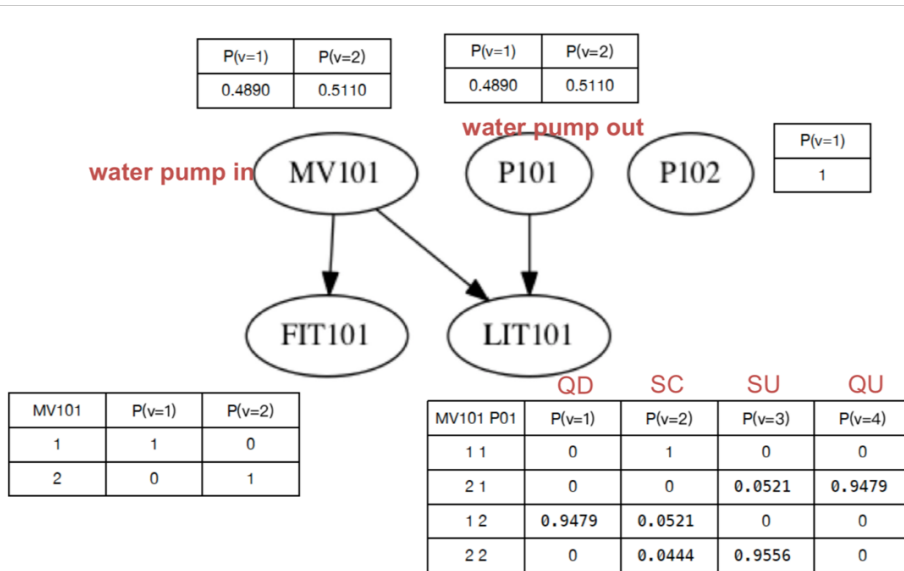 P(v=1) P(v=2)
0.4890 0.5110
P(v=1) P(v=2)
0.4890 0.5110
water pump out
P(v=1)
1
water pump in
MV101
P101
P102
FIT101
LIT101
MV101 P(v=1) P(v=2)
1 1 0
2 0 1
QD SC SU QU
MV101 P01 P(v=1) P(v=2) P(v=3) P(v=4)
1 1 0 1 0 0
2 1 0 0 0.0521 0.9479
1 2 0.9479 0.0521 0 0
2 2 0 0.0444 0.9556 0